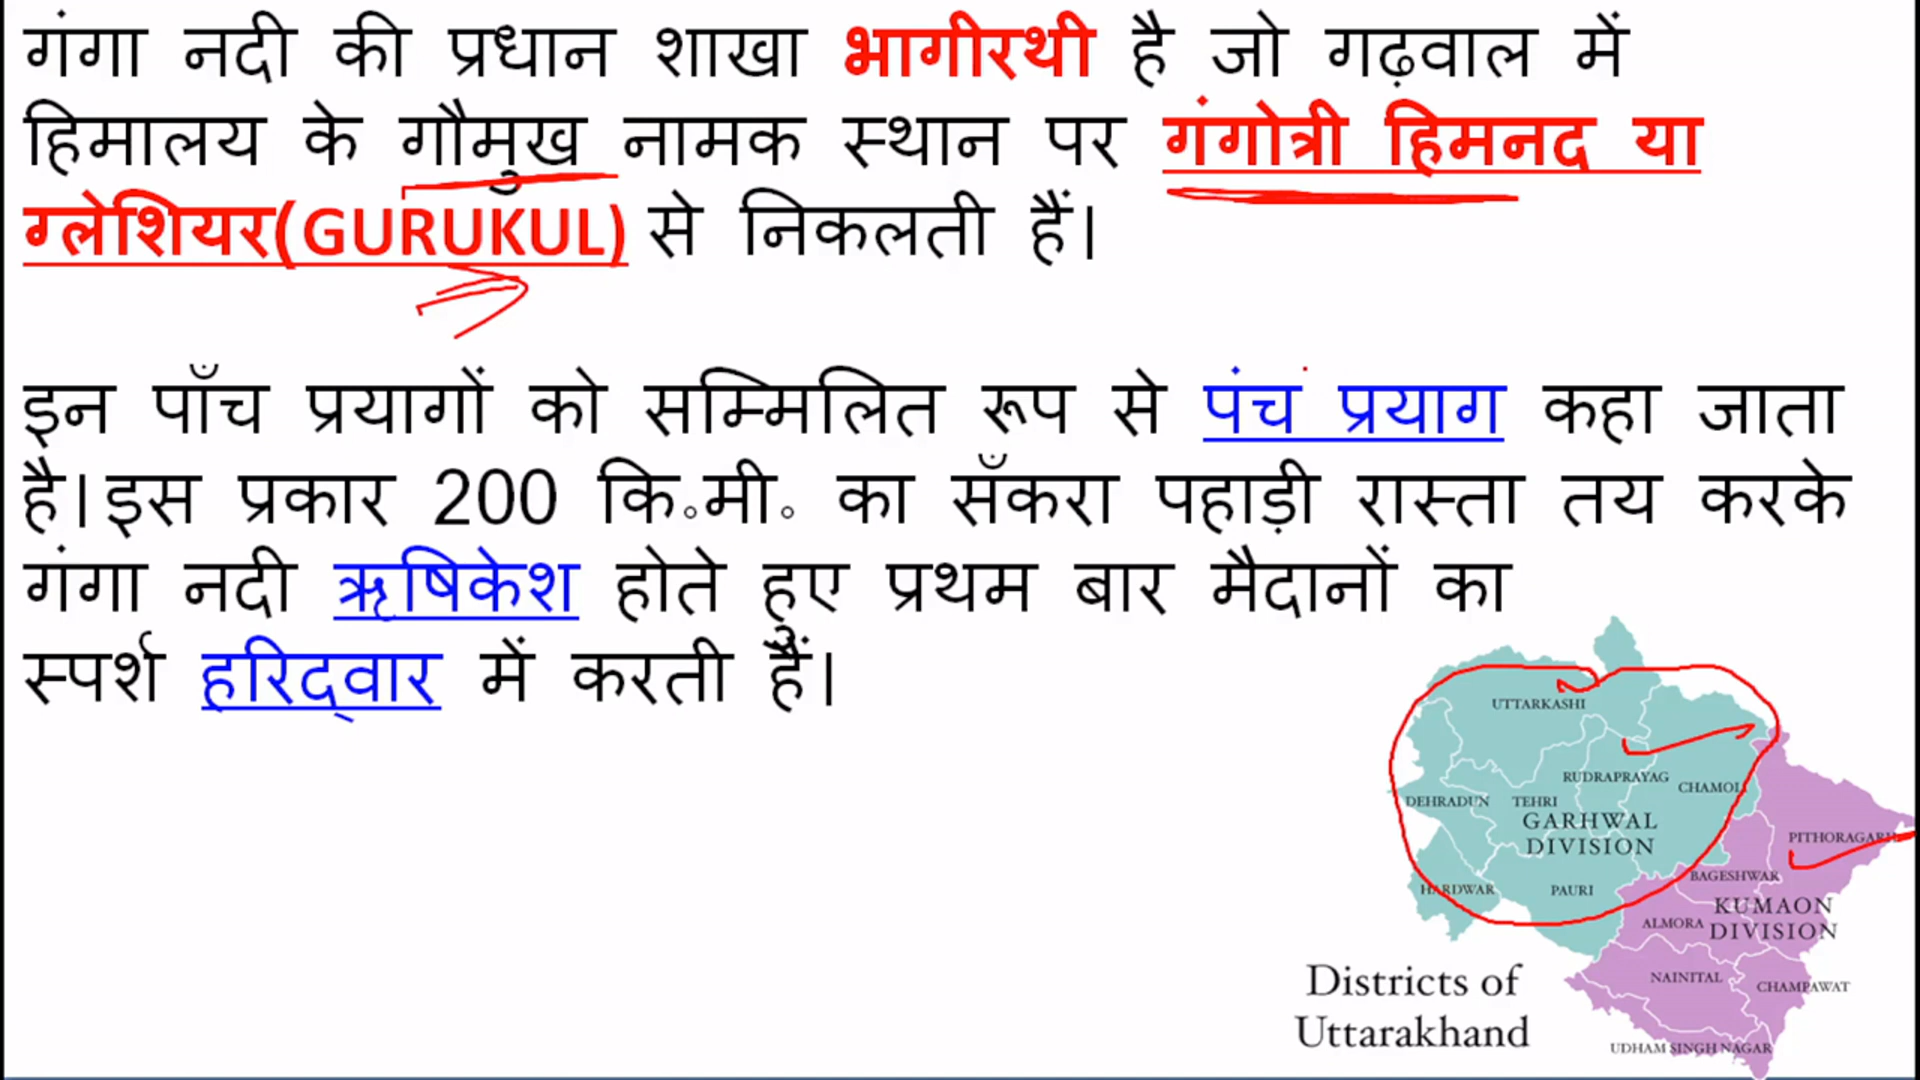 गंगा नदी की प्रधान शाखा भागीरथी है जो गढ़वाल में
हिमालय के गौमुख नामक स्थान पर गंगोत्री हिमनद या
ग्लेशियर(GURUKUL) से निकलती हैं।
इन पाँच प्रयागों को सम्मिलित रूप से पंच प्रयाग कहा जाता
है।इस प्रकार 200 कि॰मी॰ का सँकरा पहाड़ी रास्ता तय करके
गंगा नदी ऋषिकेश होते हुए प्रथम बार मैदानों का
स्पर्श हरिद्वार में करती हैं।
UTTARKASHI
RUDRAPRAYAG
CHAMOLI
DEHRADUN
TEHRI
GARHWAL
DIVISION
PITHORAGARH
HARDWAR
PAURI
BAGESHWAR
KUMAON
DIVISION
ALMORA
NAINITAL
CHAMPAWAT
Districts of
Uttarakhand
UDHAM SINGH NAGAR